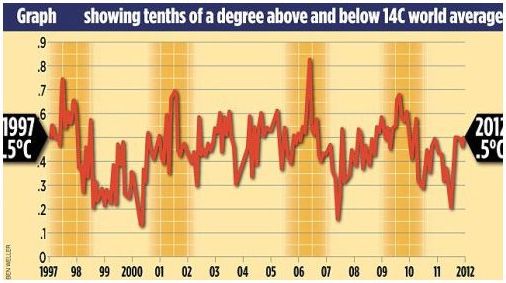 Graph showing tenths of a degree above and below 14C world average
.9
.8
.7
.6
.4
.3
.2
.1
0
1997
.5°C
2012
.5°C
1997 98 99 2000 01 02 03 04 05 06 07 08 09 10 11 2012
BEN WELLER